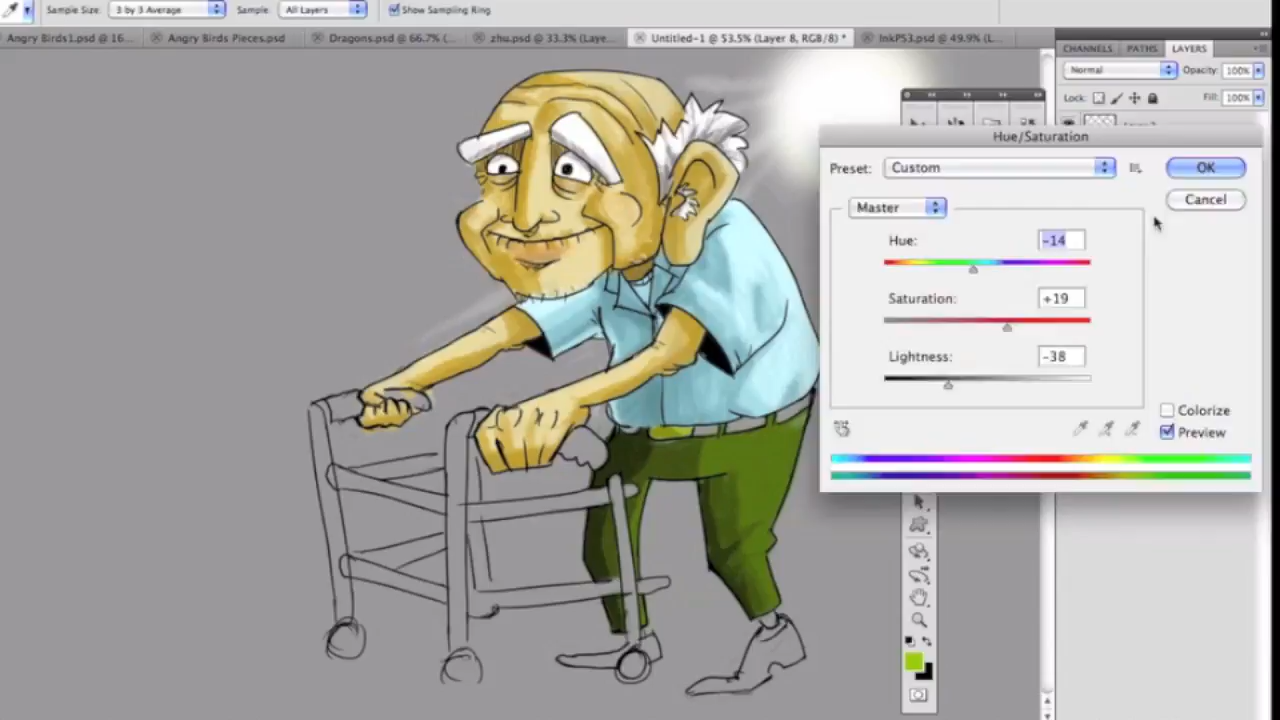 Sample Size: 3 by 3 Average Sample: All Layers Show Sampling Ring
Angry Birds1.psd @ 16... Angry Birds Pieces.psd Dragons.psd @ 66.7% (... zhu.psd @ 33.3% (Laye... Untitled-1 @ 53.5% (Layer 8, RGB/8) * InkP53.psd @ 49.9% (L...
CHANNELS PATHS LAYERS
Normal Opacity: 100%
Lock: Fill: 100%
Hue/Saturation
Preset: Custom OK
Cancel
Master
Hue: -14
Saturation: +19
Lightness: -38
Colorize
Preview